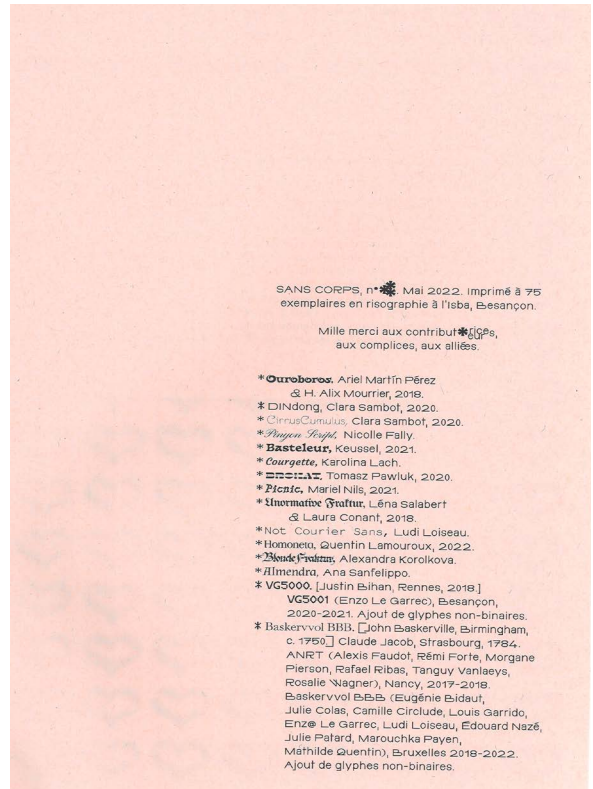 SANS CORPS, n°✱. Mai 2022. Imprimé à 75
exemplaires en risographie à l'Isba, Besançon.
Mille merci aux contribut✱rice·eur·s,
aux complices, aux alliées.
*Ouroboros, Ariel Martín Pérez
& H. Alix Mourrier, 2018.
* DINdong, Clara Sambot, 2020.
*CirrusCumulus, Clara Sambot, 2020.
*Pinyon Script, Nicolle Fally.
*Basteleur, Keussel, 2021.
*Courgette, Karolina Lach.
*BROKAT, Tomasz Pawluk, 2020.
*Picnic, Mariel Nils, 2021.
*Unormative Fraktur, Léna Salabert
& Laura Conant, 2018.
*Not Courier Sans, Ludi Loiseau.
*Homoneta, Quentin Lamouroux, 2022.
*Blonde Fraktur, Alexandra Korolkova.
*Almendra, Ana Sanfelippo.
* VG5000. [Justin Bihan, Rennes, 2018.]
VG5001 (Enzo Le Garrec), Besançon,
2020-2021. Ajout de glyphes non-binaires.
* Baskervvol BBB. [John Baskerville, Birmingham,
c. 1750] Claude Jacob, Strasbourg, 1784.
ANRT (Alexis Faudot, Rémi Forte, Morgane
Pierson, Rafael Ribas, Tanguy Vanlaeys,
Rosalie Wagner), Nancy, 2017-2018.
Baskervvol BBB (Eugénie Bidaut,
Julie Colas, Camille Circlude, Louis Garrido,
Enz@ Le Garrec, Ludi Loiseau, Édouard Nazé,
Julie Patard, Marouchka Payen,
Mathilde Quentin), Bruxelles 2018-2022.
Ajout de glyphes non-binaires.